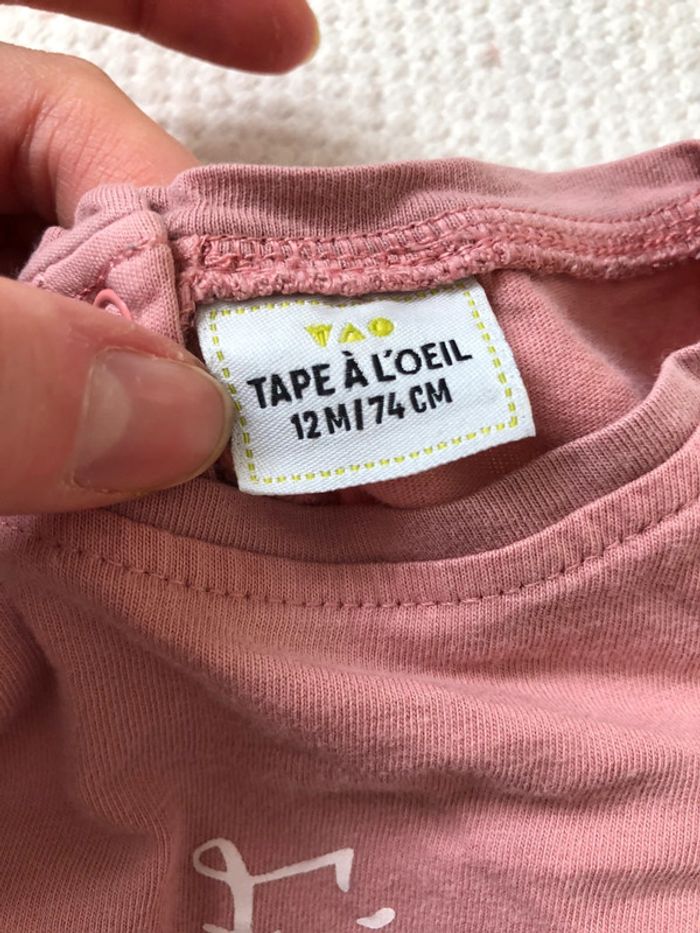 TAO
TAPE À L'OEIL
12 M / 74 CM